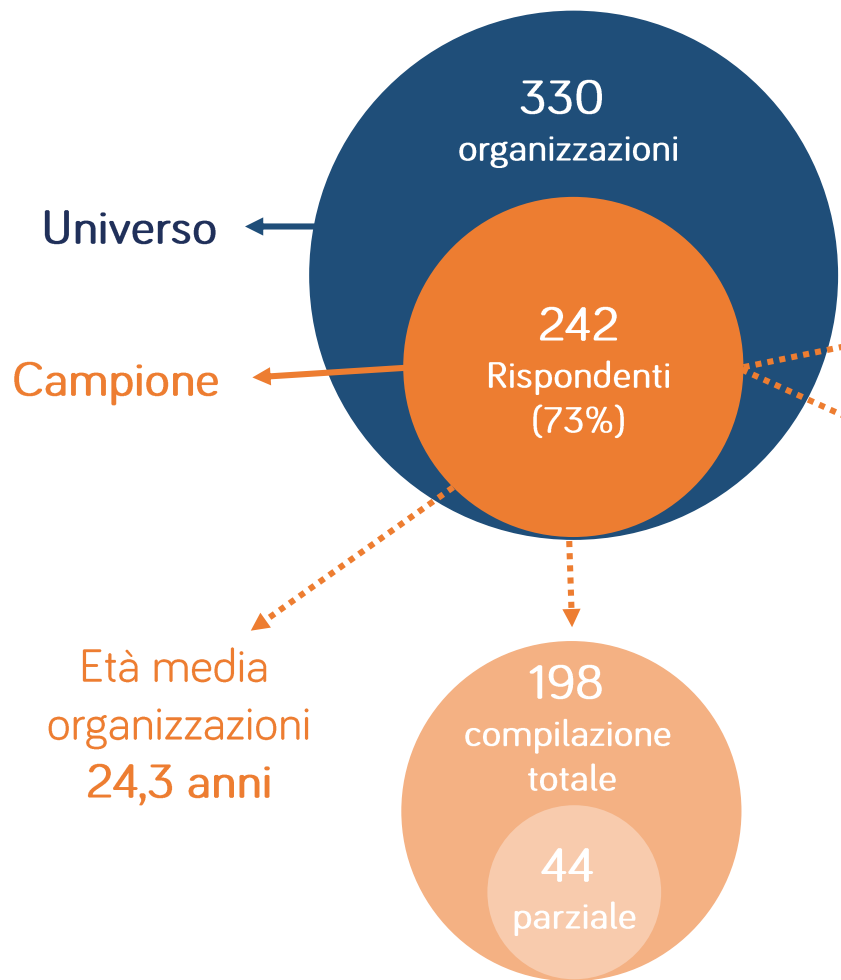 330
organizzazioni
Universo
242
Rispondenti
(73%)
Campione
Età media
organizzazioni
24,3 anni
198
compilazione
totale
44
parziale